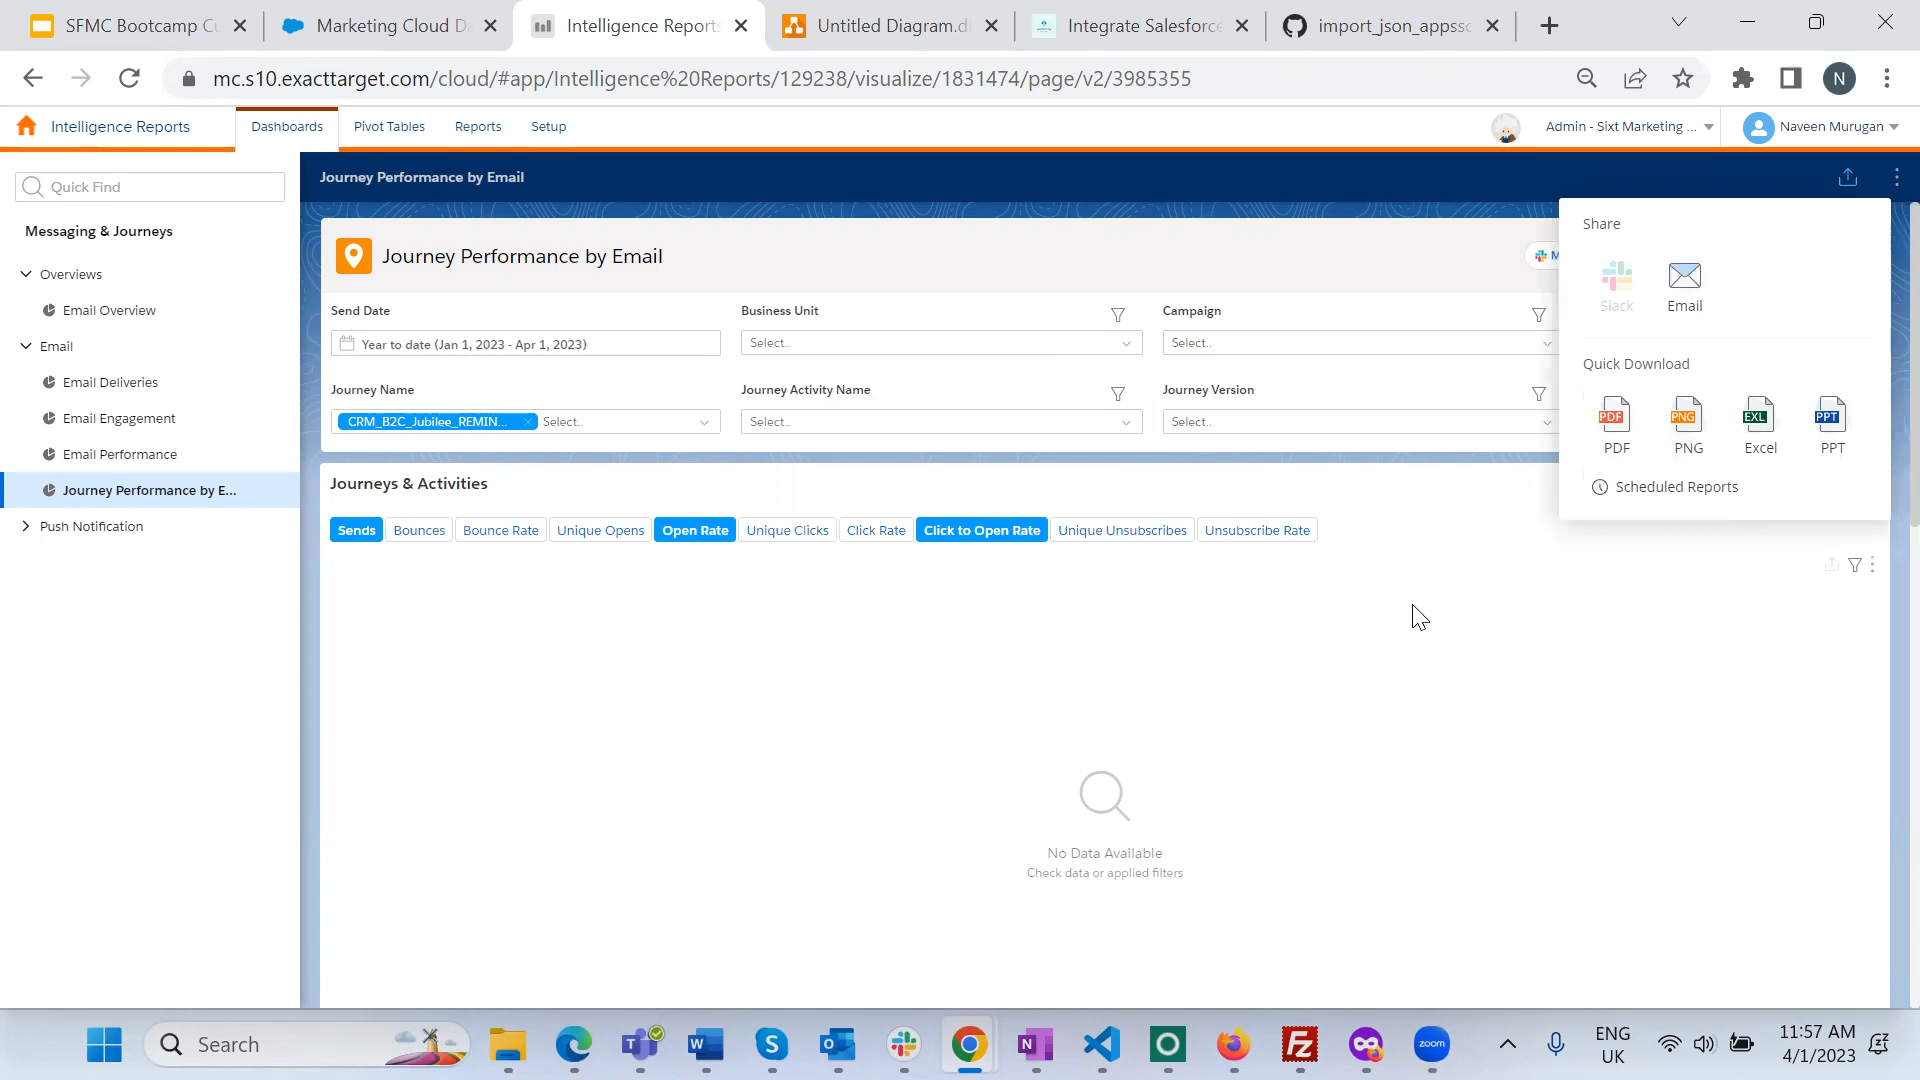 SFMC Bootcamp Cu
Marketing Cloud De
Intelligence Reports
Untitled Diagram.d
Integrate Salesforce
import_json_appssc
mc.s10.exacttarget.com/cloud/#app/Intelligence%20Reports/129238/visualize/1831474/page/v2/3985355
N
Intelligence Reports
Dashboards
Pivot Tables
Reports
Setup
Admin - Sixt Marketing ...
Naveen Murugan
Quick Find
Messaging & Journeys
Overviews
Email Overview
Email
Email Deliveries
Email Engagement
Email Performance
Journey Performance by E...
Push Notification
Journey Performance by Email
Journey Performance by Email
M
Send Date
Business Unit
Campaign
Year to date (Jan 1, 2023 - Apr 1, 2023)
Select..
Select..
Journey Name
Journey Activity Name
Journey Version
CRM_B2C_Jubilee_REMIN...
Select..
Select..
Select..
Share
Slack
Email
Quick Download
PDF
PNG
EXL
PPT
PDF
PNG
Excel
PPT
Scheduled Reports
Journeys & Activities
Sends
Bounces
Bounce Rate
Unique Opens
Open Rate
Unique Clicks
Click Rate
Click to Open Rate
Unique Unsubscribes
Unsubscribe Rate
No Data Available
Check data or applied filters
Search
zoom
ENG
UK
11:57 AM
4/1/2023